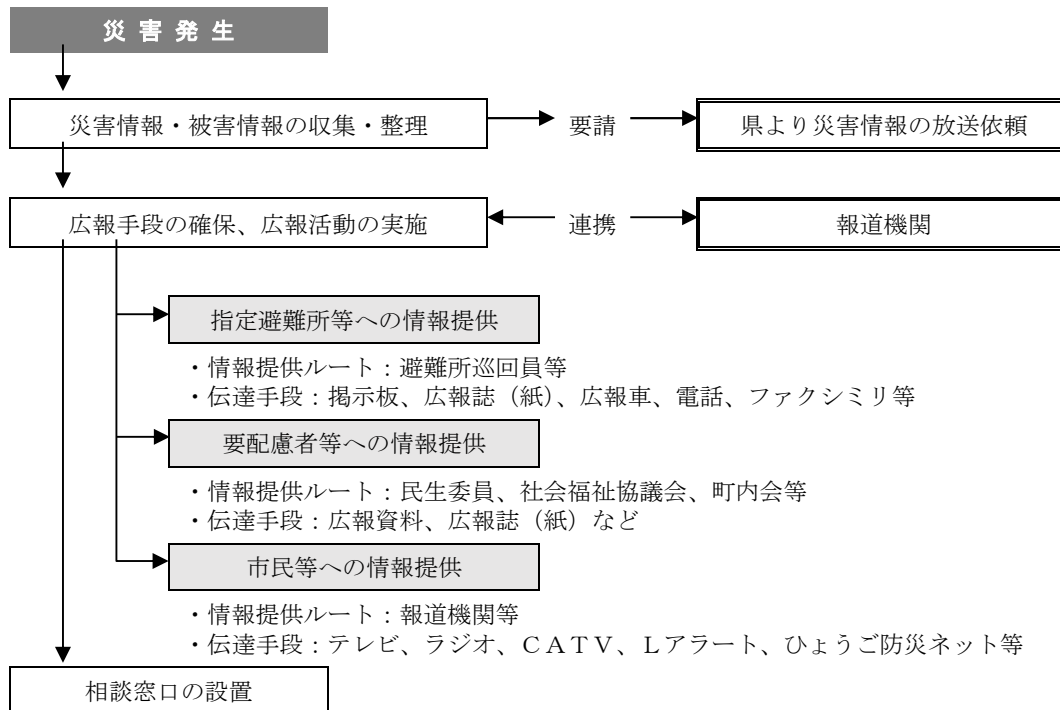 災害発生
災害情報・被害情報の収集・整理
要請
県より災害情報の放送依頼
広報手段の確保、広報活動の実施
連携
報道機関
指定避難所等への情報提供
・情報提供ルート：避難所巡回員等
・伝達手段：掲示板、広報誌（紙）、広報車、電話、ファクシミリ等
要配慮者等への情報提供
・情報提供ルート：民生委員、社会福祉協議会、町内会等
・伝達手段：広報資料、広報誌（紙）など
市民等への情報提供
・情報提供ルート：報道機関等
・伝達手段：テレビ、ラジオ、ＣＡＴＶ、Ｌアラート、ひょうご防災ネット等
相談窓口の設置